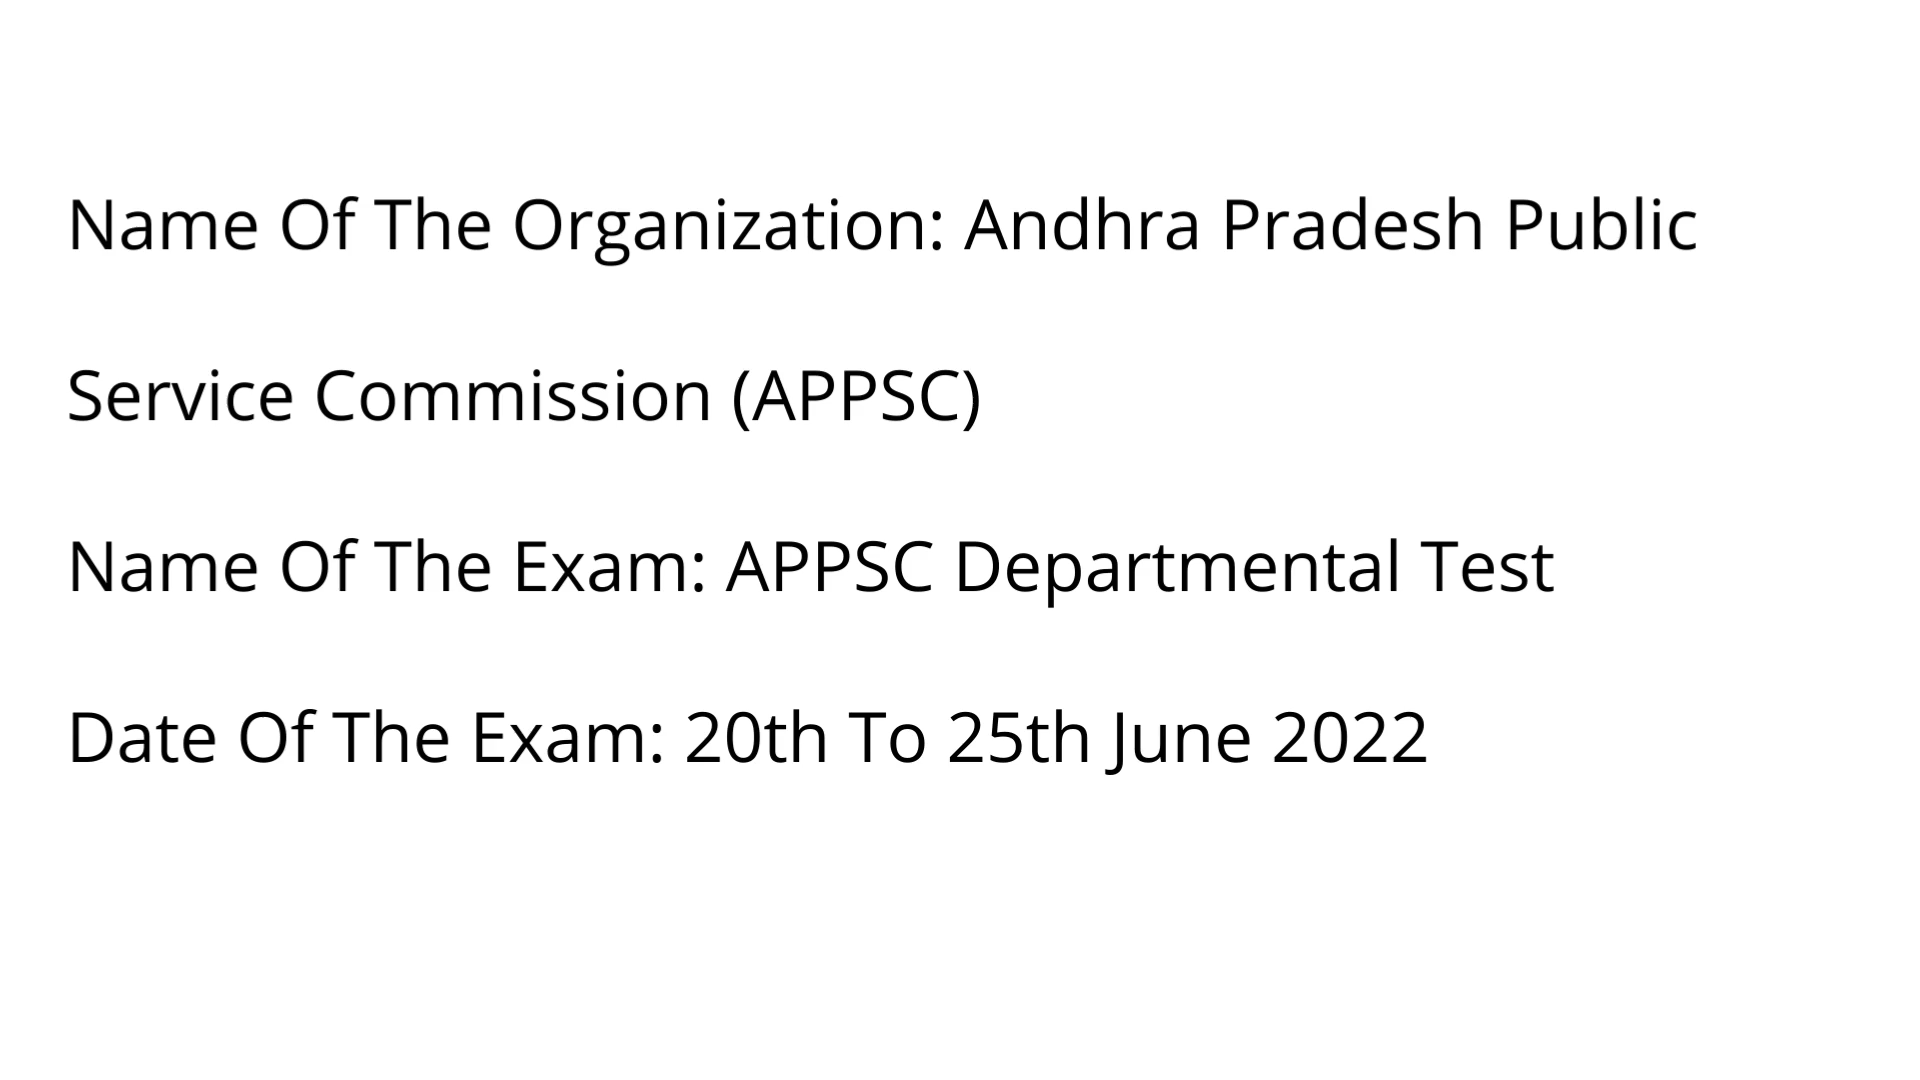 Name Of The Organization: Andhra Pradesh Public
Service Commission (APPSC)
Name Of The Exam: APPSC Departmental Test
Date Of The Exam: 20th To 25th June 2022